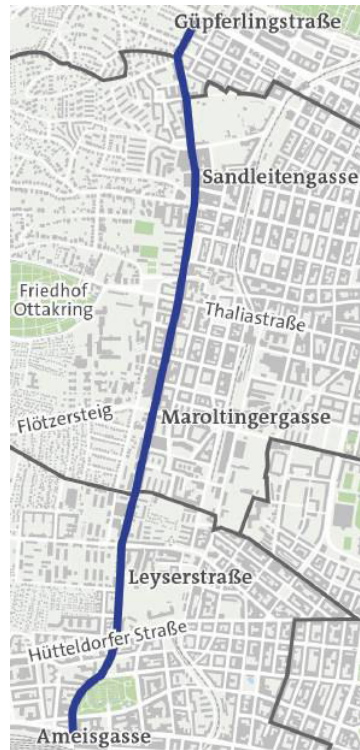 Güpferlingstraße
Sandleitengasse
Friedhof
Ottakring
Thaliastraße
Flötzersteig
Maroltingergasse
Leyserstraße
Hütteldorfer Straße
Ameisgasse